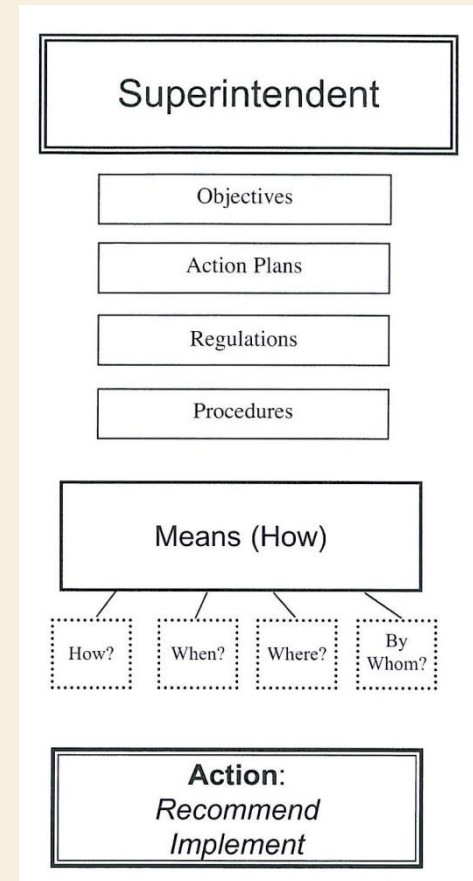 Superintendent
Objectives
Action Plans
Regulations
Procedures
Means (How)
How? When? Where? By
Whom?
Action:
Recommend
Implement